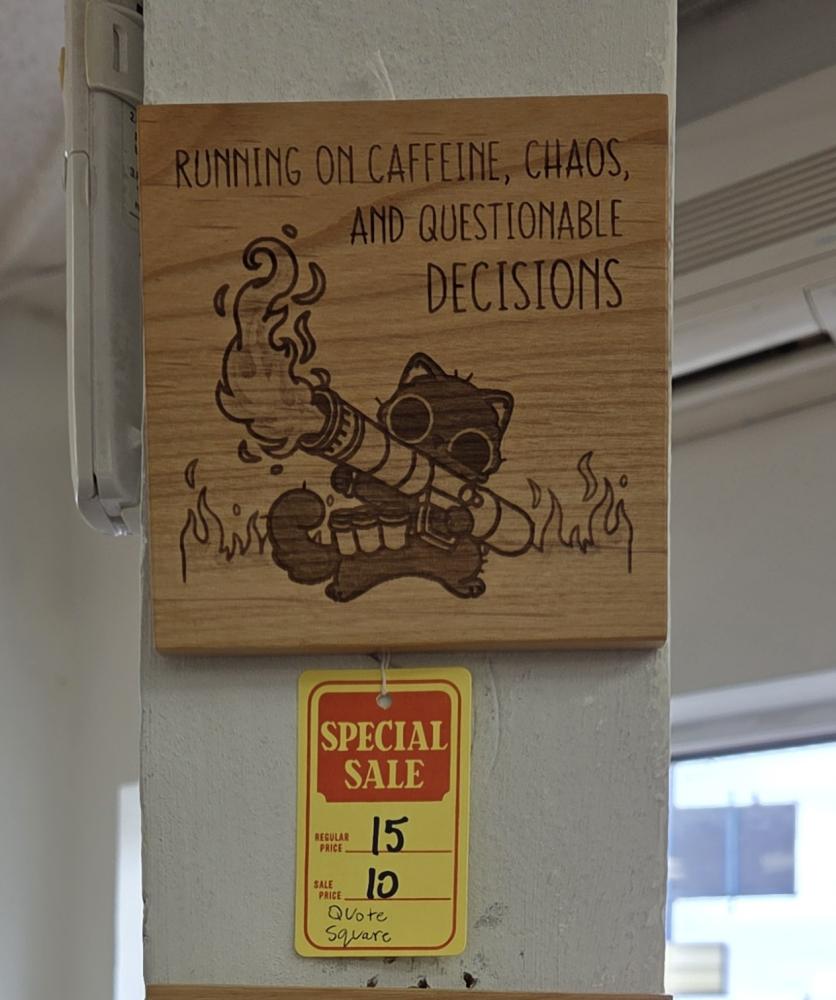 RUNNING ON CAFFEINE, CHAOS,
AND QUESTIONABLE
DECISIONS
SPECIAL
SALE
REGULAR
PRICE 15
SALE
PRICE 10
Quote
Square